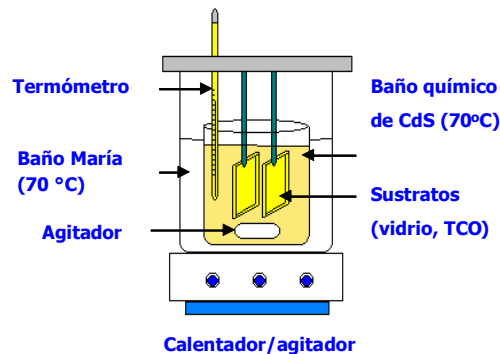 Termómetro
Baño María
(70 °C)
Agitador
Baño químico
de CdS (70ºC)
Sustratos
(vidrio, TCO)
Calentador/agitador